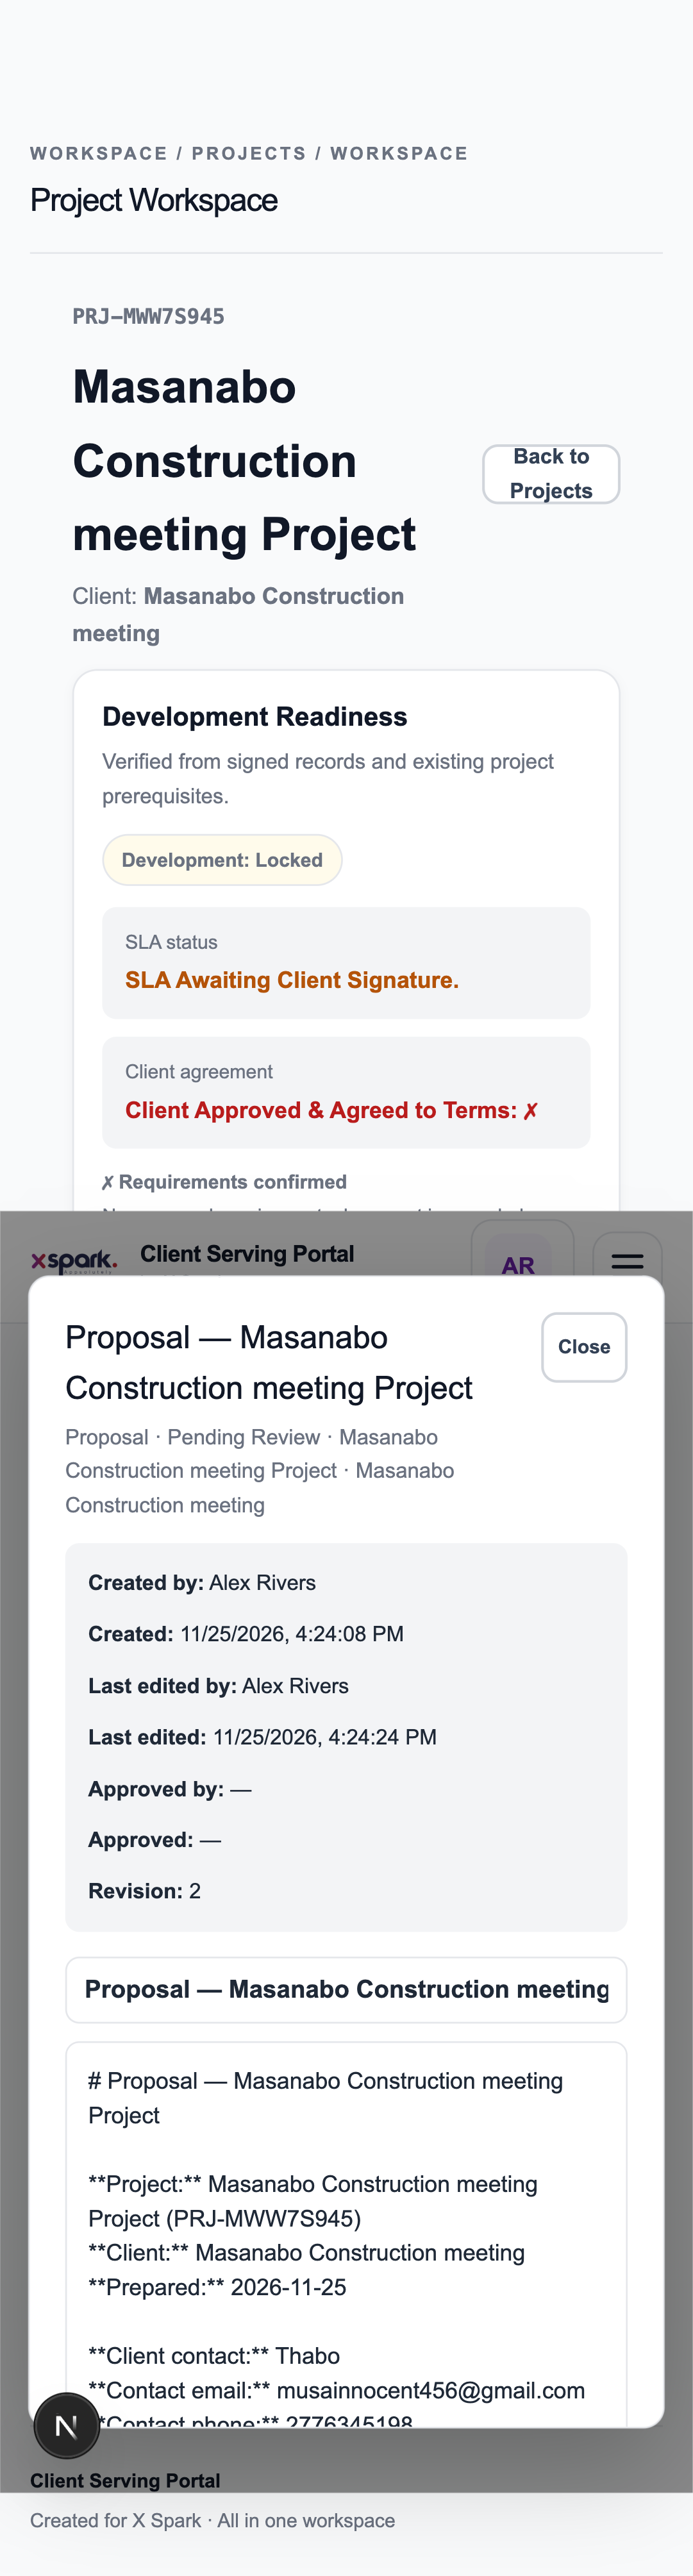 WORKSPACE / PROJECTS / WORKSPACE
Project Workspace
PRJ-MWW7S945
Masanabo
Construction
meeting Project
Back to
Projects
Client: Masanabo Construction
meeting
Development Readiness
Verified from signed records and existing project
prerequisites.
Development: Locked
SLA status
SLA Awaiting Client Signature.
Client agreement
Client Approved & Agreed to Terms: ✗
✗ Requirements confirmed
xspark.
Client Serving Portal
AR
Proposal — Masanabo
Construction meeting Project
Close
Proposal · Pending Review · Masanabo
Construction meeting Project · Masanabo
Construction meeting
Created by: Alex Rivers
Created: 11/25/2026, 4:24:08 PM
Last edited by: Alex Rivers
Last edited: 11/25/2026, 4:24:24 PM
Approved by: —
Approved: —
Revision: 2
Proposal — Masanabo Construction meeting
# Proposal — Masanabo Construction meeting
Project
**Project:** Masanabo Construction meeting
Project (PRJ-MWW7S945)
**Client:** Masanabo Construction meeting
**Prepared:** 2026-11-25
**Client contact:** Thabo
**Contact email:** musainnocent456@gmail.com
*Contact phone:** 2776345198
N
Client Serving Portal
Created for X Spark · All in one workspace